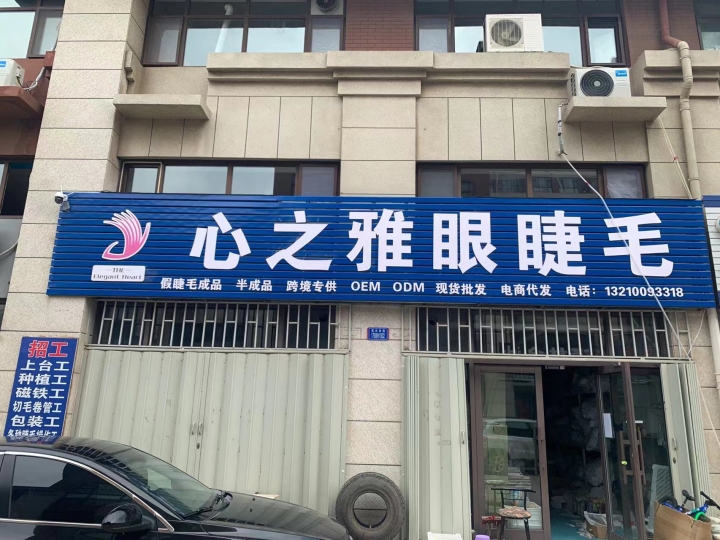 心之雅眼睫毛
THE
Elegant Heart
假睫毛成品 半成品 跨境专供 OEM ODM 现货批发 电商代发 电话：13210093318
招工
上台工
种植工
磁铁工
切毛卷管工
包装工